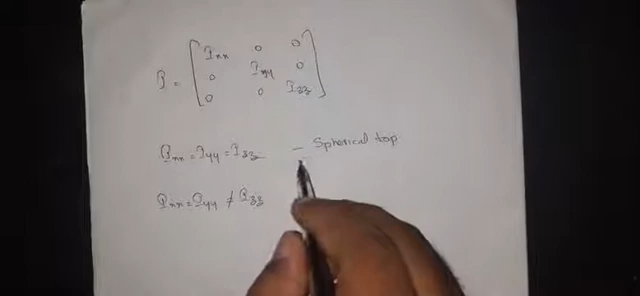 I = [ Ixx 0 0
0 Iyy 0
0 0 Izz ]
Ixx = Iyy = Izz – Spherical top
Ixx = Iyy ≠ Izz